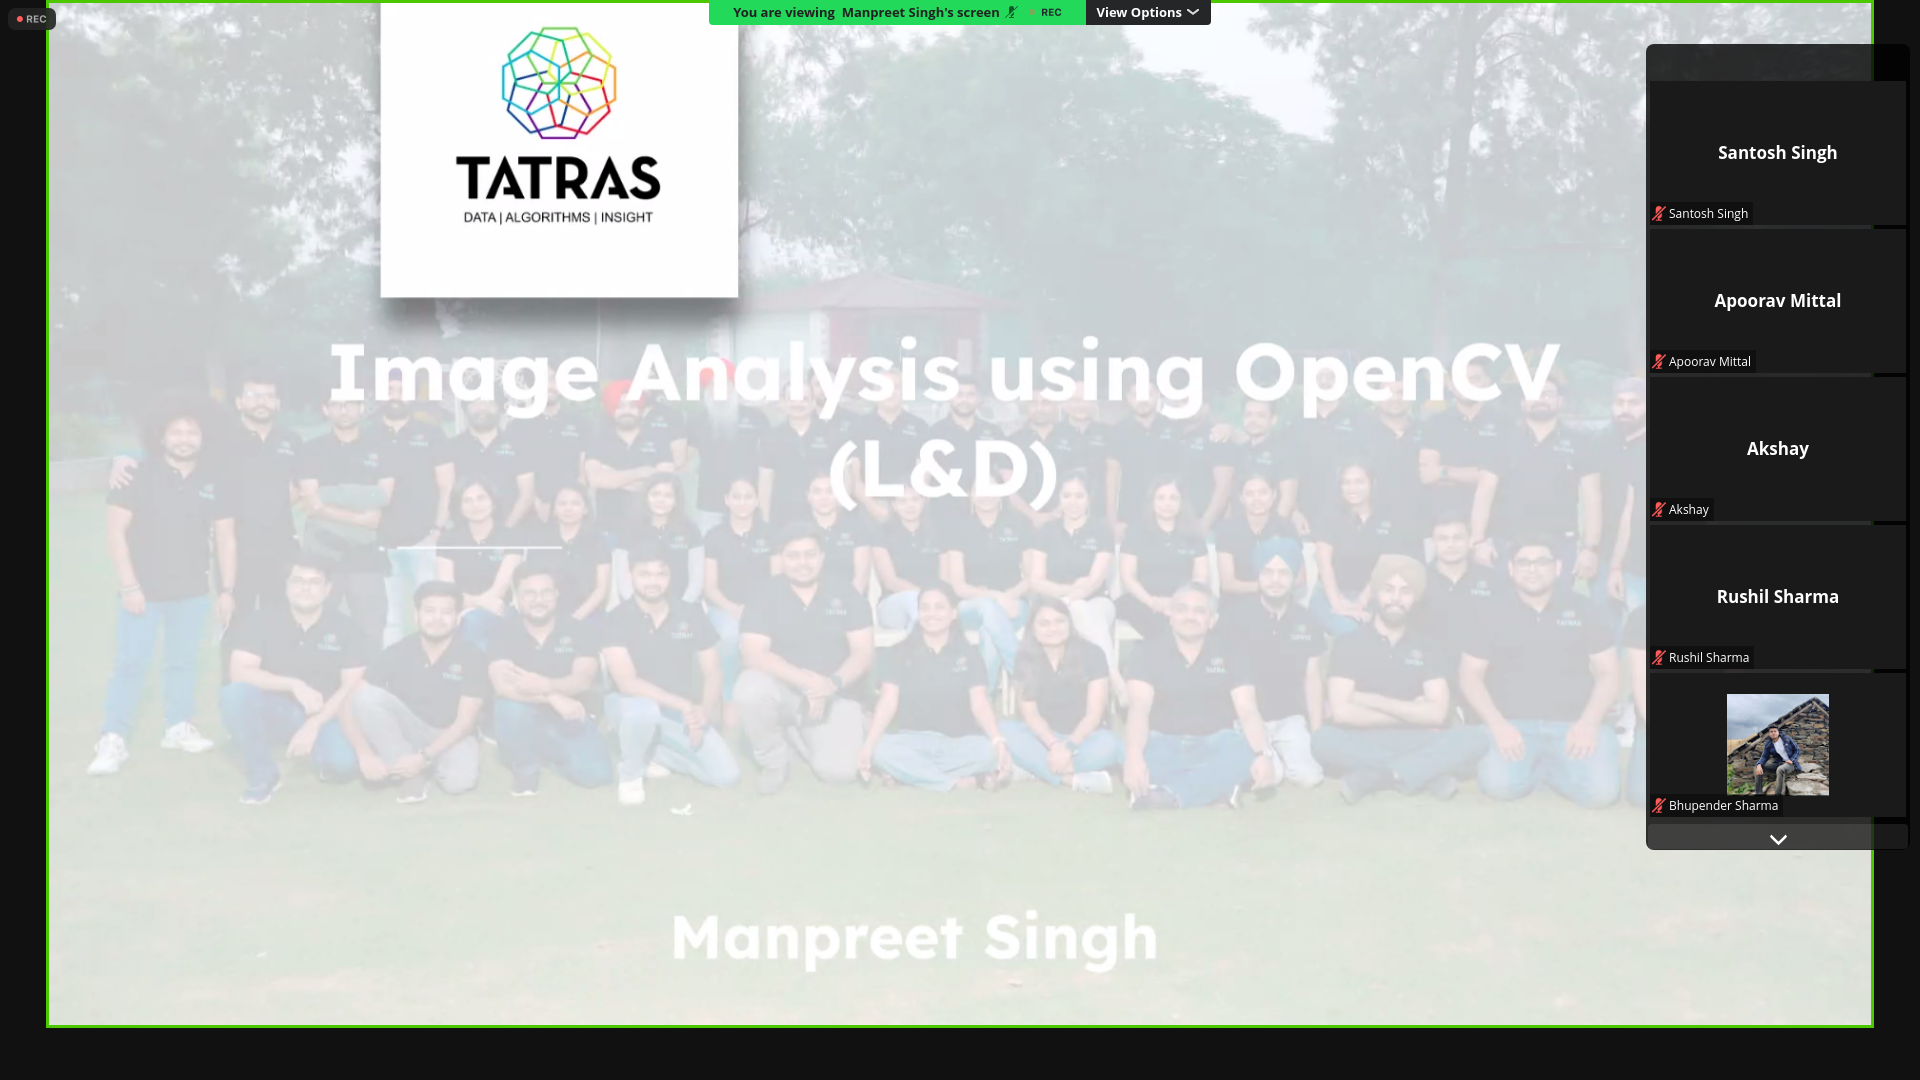 REC
You are viewing Manpreet Singh's screen
REC
View Options
TATRAS
DATA | ALGORITHMS | INSIGHT
Image Analysis using OpenCV
(L&D)
Manpreet Singh
Santosh Singh
Santosh Singh
Apoorav Mittal
Apoorav Mittal
Akshay
Akshay
Rushil Sharma
Rushil Sharma
Bhupender Sharma